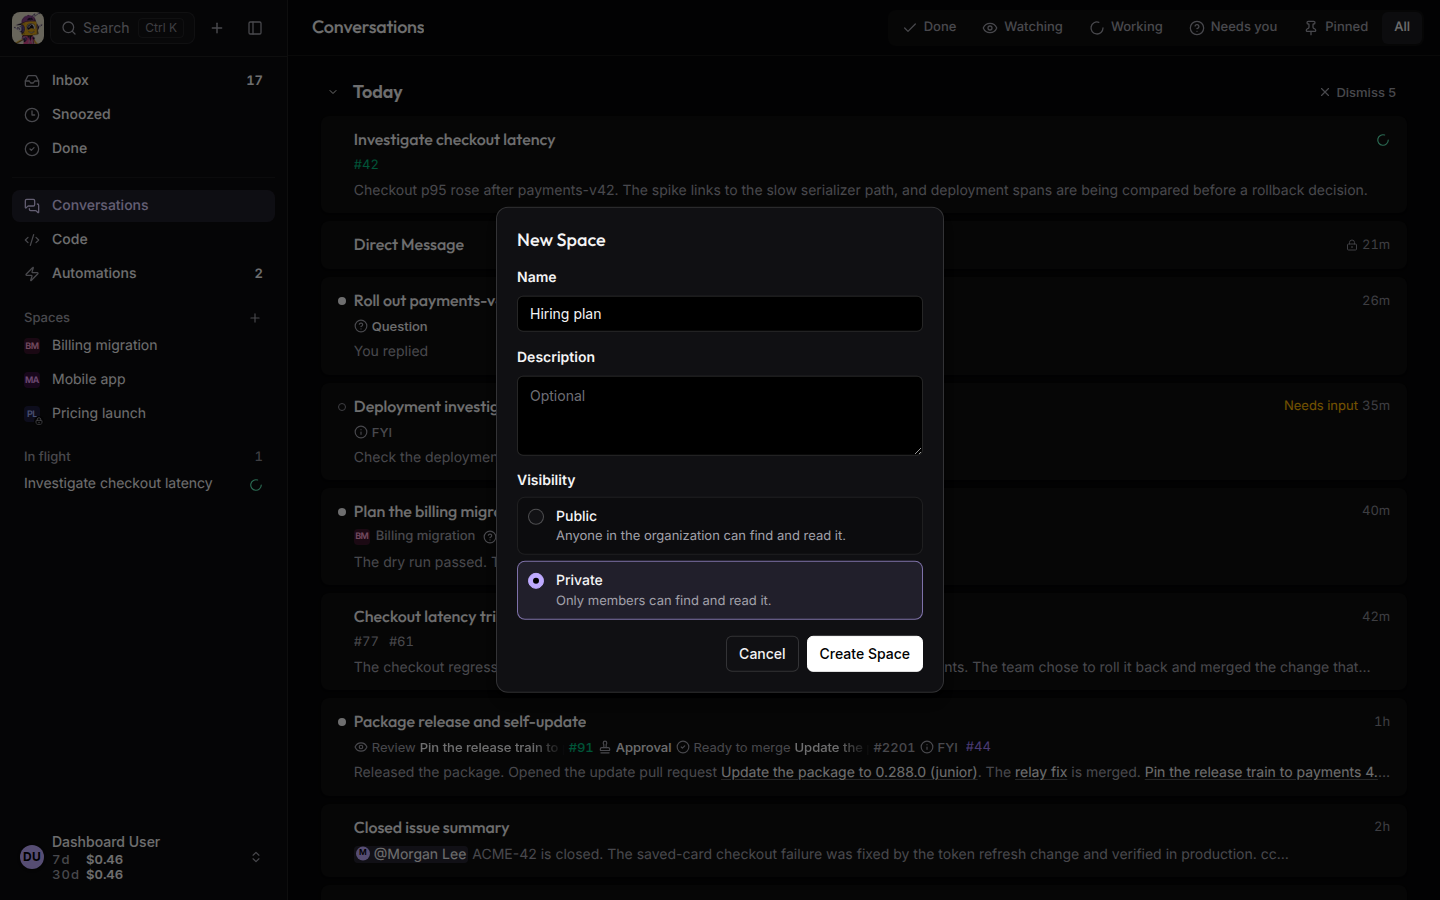 Search Ctrl K
Conversations
Done Watching Working Needs you Pinned All
Inbox 17
Snoozed
Done
Conversations
Code
Automations 2
Spaces
BM Billing migration
MA Mobile app
PL Pricing launch
In flight 1
Investigate checkout latency
DU Dashboard User
7d $0.46
30d $0.46
Today Dismiss 5
Investigate checkout latency
#42
Checkout p95 rose after payments-v42. The spike links to the slow serializer path, and deployment spans are being compared before a rollback decision.
Direct Message 21m
Roll out payments-v 26m
Question
You replied
Deployment investig Needs input 35m
FYI
Check the deploymen
Plan the billing migr 40m
BM Billing migration
The dry run passed.
Checkout latency tri 42m
#77 #61
The checkout regress nts. The team chose to roll it back and merged the change that...
Package release and self-update 1h
Review Pin the release train to #91 Approval Ready to merge Update the #2201 FYI #44
Released the package. Opened the update pull request Update the package to 0.288.0 (junior). The relay fix is merged. Pin the release train to payments 4....
Closed issue summary 2h
M @Morgan Lee ACME-42 is closed. The saved-card checkout failure was fixed by the token refresh change and verified in production. cc...
New Space
Name
Hiring plan
Description
Optional
Visibility
Public
Anyone in the organization can find and read it.
Private
Only members can find and read it.
Cancel Create Space